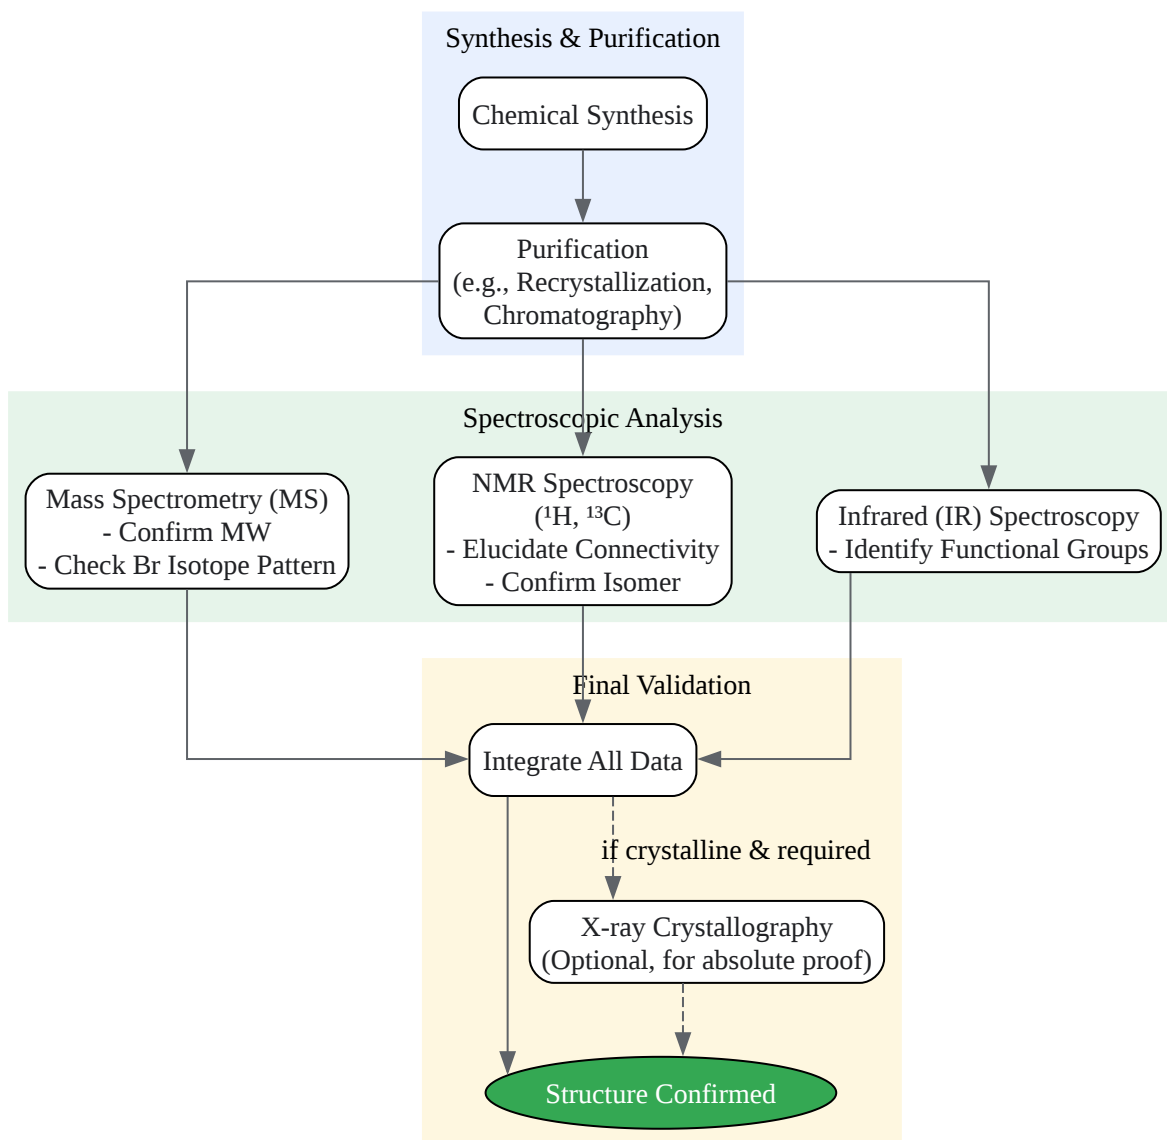 Synthesis & Purification
Chemical Synthesis
Purification
(e.g., Recrystallization,
Chromatography)
Spectroscopic Analysis
Mass Spectrometry (MS)
- Confirm MW
- Check Br Isotope Pattern
NMR Spectroscopy
(¹H, ¹³C)
- Elucidate Connectivity
- Confirm Isomer
Infrared (IR) Spectroscopy
- Identify Functional Groups
Final Validation
Integrate All Data
if crystalline & required
X-ray Crystallography
(Optional, for absolute proof)
Structure Confirmed